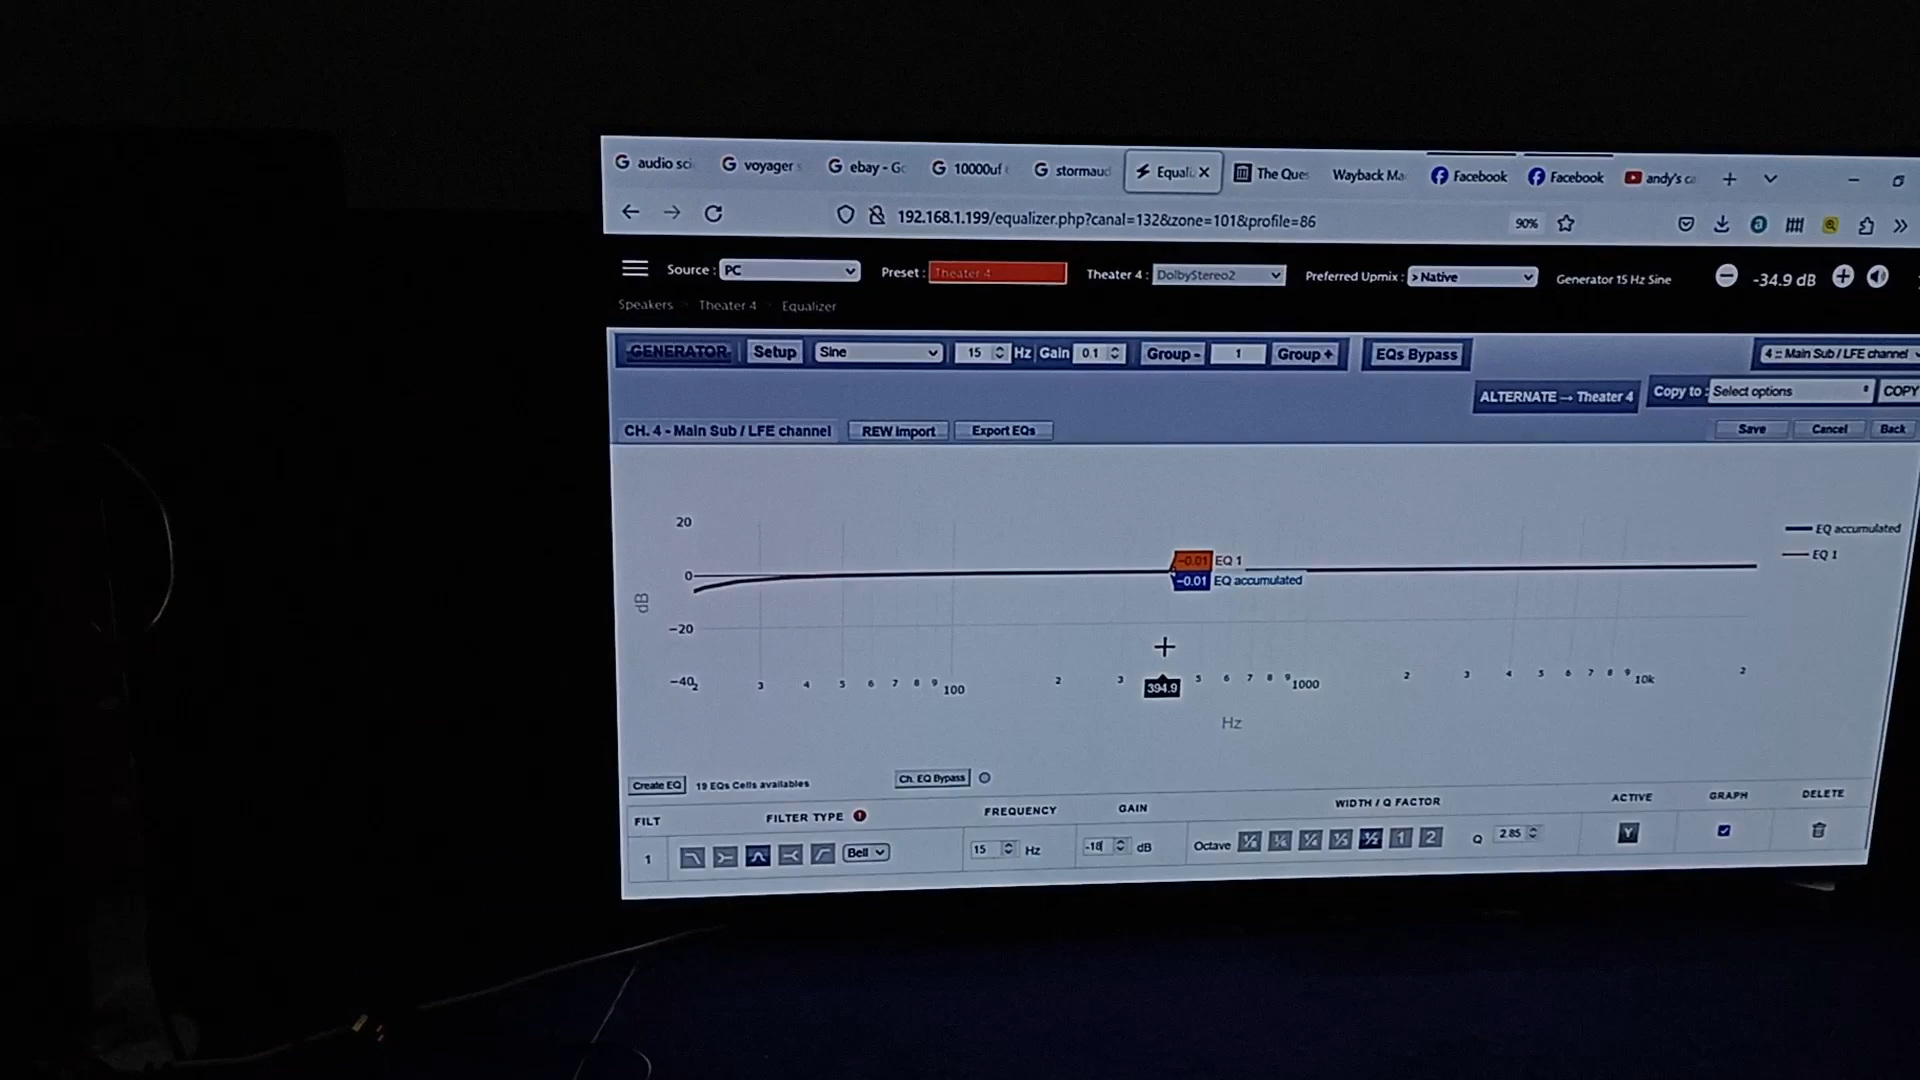 audio sci voyager s ebay - Go 10000uf stormaud Equali The Ques Wayback Ma Facebook Facebook andy's ca
192.168.1.199/equalizer.php?canal=132&zone=101&profile=86 90%
Source : PC Preset : Theater 4 Theater 4 : DolbyStereo2 Preferred Upmix : > Native Generator 15 Hz Sine -34.9 dB
Speakers Theater 4 Equalizer
GENERATOR Setup Sine 15 Hz Gain 0.1 Group - 1 Group + EQs Bypass 4 :: Main Sub / LFE channel
ALTERNATE → Theater 4 Copy to : Select options COPY
CH. 4 - Main Sub / LFE channel REW Import Export EQs Save Cancel Back
20
EQ accumulated
EQ 1
-0.01 EQ 1
0
-0.01 EQ accumulated
dB
-20
-40
2 3 4 5 6 7 8 9 100 2 3 394.9 5 6 7 8 9 1000 2 3 4 5 6 7 8 9 10k 2
Hz
Create EQ 19 EQs Cells available Ch. EQ Bypass
FILT FILTER TYPE FREQUENCY GAIN WIDTH / Q FACTOR ACTIVE GRAPH DELETE
1 Bell 15 Hz -18 dB Octave 1/2 1 2 Q 2.85 Y